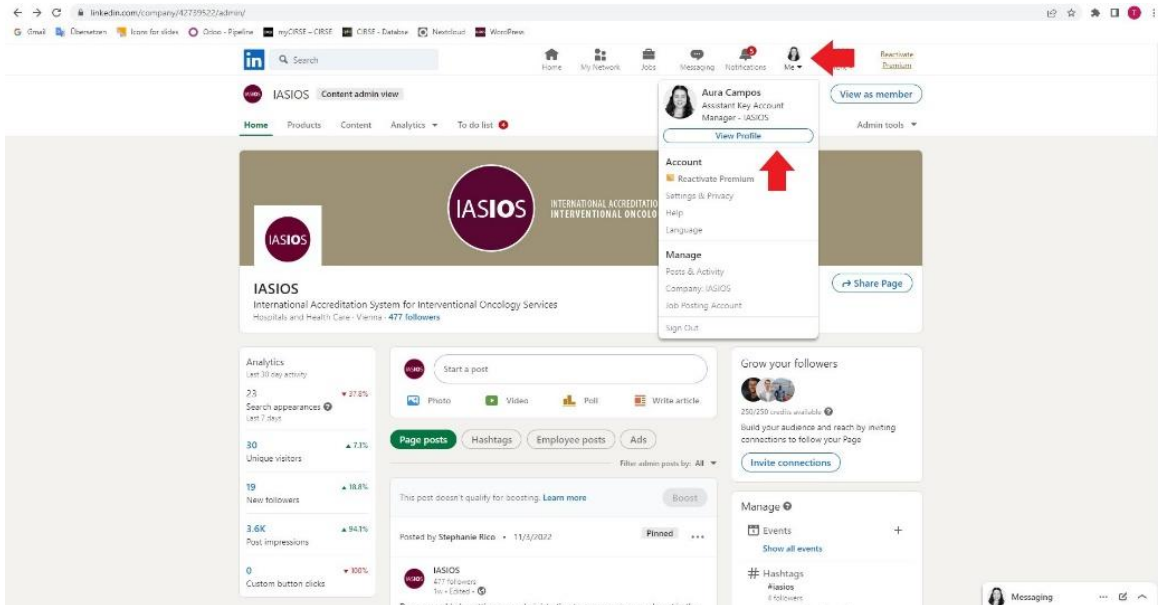 linkedin.com/company/42739522/admin/
Gmail
Übersetzen
Icons for slides
Odoo - Pipeline
myCIRSE – CIRSE
CIRSE - Databse
Nextcloud
WordPress
T
in
Search
Home
My Network
Jobs
Messaging
5
Notifications
Me
Reactivate
Premium
IASIOS
Content admin view
View as member
Home
Products
Content
Analytics
To do list 4
Admin tools
Aura Campos
Assistant Key Account
Manager - IASIOS
View Profile
Account
Reactivate Premium
Settings & Privacy
Help
Language
Manage
Posts & Activity
Company: IASIOS
Job Posting Account
Sign Out
IASIOS
INTERNATIONAL ACCREDITATIO
INTERVENTIONAL ONCOLO
IASIOS
IASIOS
International Accreditation System for Interventional Oncology Services
Hospitals and Health Care · Vienna · 477 followers
Share Page
Analytics
Last 30 day activity
23
37.8%
Search appearances
Last 7 days
30
7.1%
Unique visitors
19
18.8%
New followers
3.6K
94.1%
Post impressions
0
100%
Custom button clicks
IASIOS
Start a post
Photo
Video
Poll
Write article
Page posts
Hashtags
Employee posts
Ads
Filter admin posts by: All
This post doesn't qualify for boosting. Learn more
Boost
Posted by Stephanie Rico • 11/3/2022
Pinned
IASIOS
IASIOS
477 followers
1w • Edited •
Grow your followers
250/250 credits available
Build your audience and reach by inviting
connections to follow your Page
Invite connections
Manage
Events
Show all events
Hashtags
#iasios
4 followers
Messaging